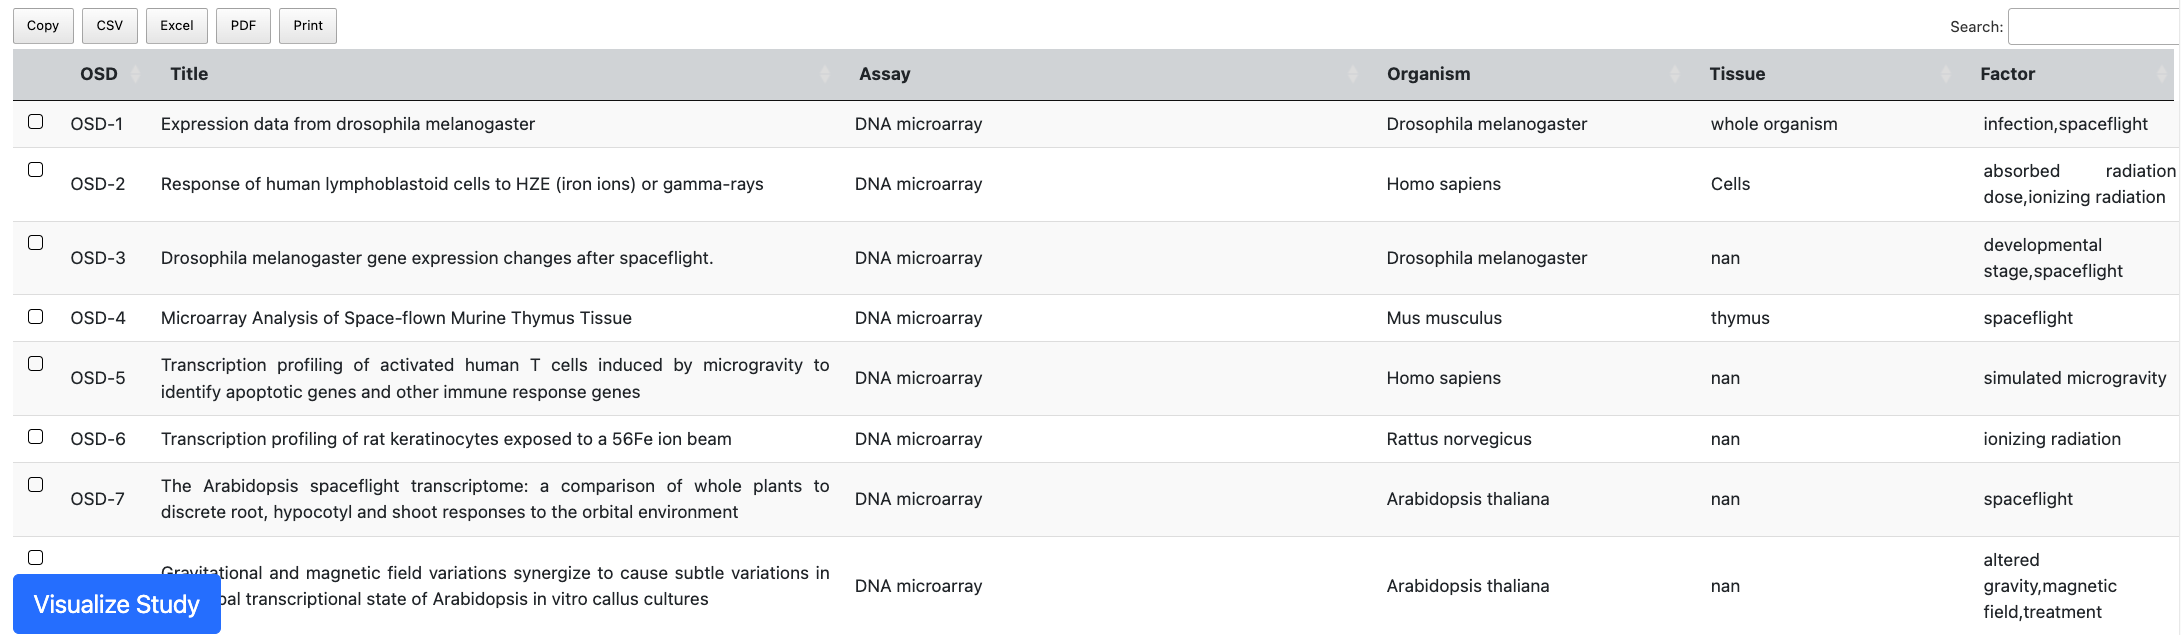 Copy CSV Excel PDF Print Search:
OSD Title Assay Organism Tissue Factor
OSD-1 Expression data from drosophila melanogaster DNA microarray Drosophila melanogaster whole organism infection,spaceflight
OSD-2 Response of human lymphoblastoid cells to HZE (iron ions) or gamma-rays DNA microarray Homo sapiens Cells absorbed radiation
dose,ionizing radiation
OSD-3 Drosophila melanogaster gene expression changes after spaceflight. DNA microarray Drosophila melanogaster nan developmental
stage,spaceflight
OSD-4 Microarray Analysis of Space-flown Murine Thymus Tissue DNA microarray Mus musculus thymus spaceflight
OSD-5 Transcription profiling of activated human T cells induced by microgravity to
identify apoptotic genes and other immune response genes DNA microarray Homo sapiens nan simulated microgravity
OSD-6 Transcription profiling of rat keratinocytes exposed to a 56Fe ion beam DNA microarray Rattus norvegicus nan ionizing radiation
OSD-7 The Arabidopsis spaceflight transcriptome: a comparison of whole plants to
discrete root, hypocotyl and shoot responses to the orbital environment DNA microarray Arabidopsis thaliana nan spaceflight
Gravitational and magnetic field variations synergize to cause subtle variations in
transcriptional state of Arabidopsis in vitro callus cultures DNA microarray Arabidopsis thaliana nan altered
gravity,magnetic
field,treatment
Visualize Study